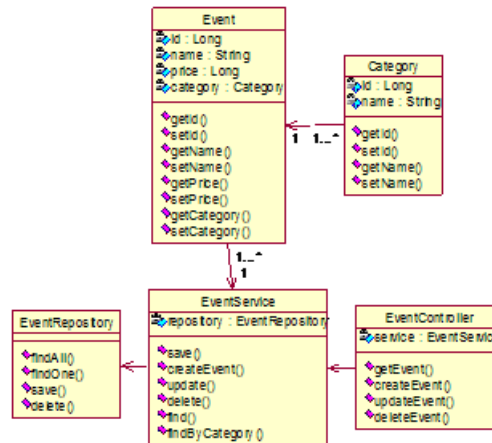 Event
id : Long
name : String
price : Long
category : Category
getId()
setId()
getName()
setName()
getPrice()
setPrice()
getCategory()
setCategory()
Category
id : Long
name : String
getId()
setId()
getName()
setName()
1 1..*
1..*
1
EventRepository
findAll()
findOne()
save()
delete()
EventService
repository : EventRepository
save()
createEvent()
update()
delete()
find()
findByCategory()
EventController
service : EventServic
getEvent()
createEvent()
updateEvent()
deleteEvent()